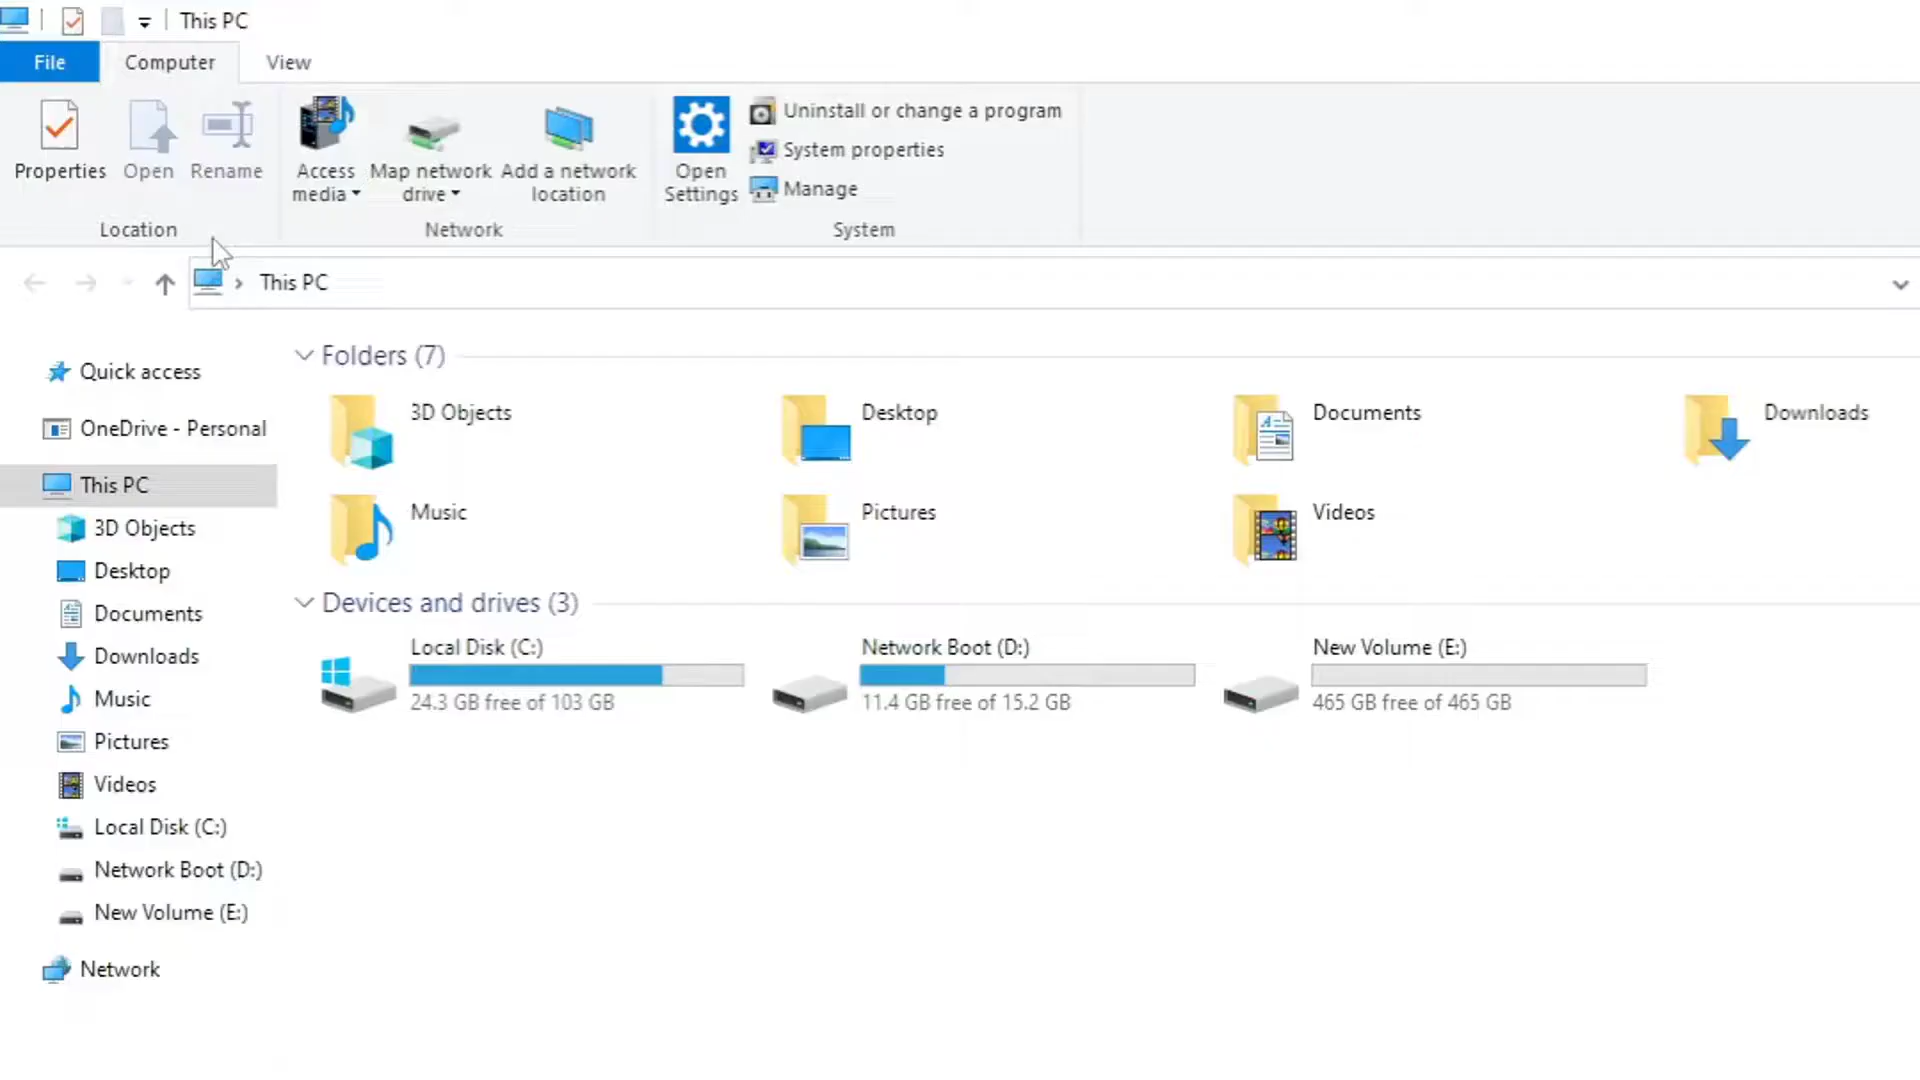 This PC
File
Computer
View
Properties
Open
Rename
Access
media
Map network
drive
Add a network
location
Open
Settings
Uninstall or change a program
System properties
Manage
Location
Network
System
This PC
Quick access
OneDrive - Personal
This PC
3D Objects
Desktop
Documents
Downloads
Music
Pictures
Videos
Local Disk (C:)
Network Boot (D:)
New Volume (E:)
Network
Folders (7)
3D Objects
Desktop
Documents
Downloads
Music
Pictures
Videos
Devices and drives (3)
Local Disk (C:)
24.3 GB free of 103 GB
Network Boot (D:)
11.4 GB free of 15.2 GB
New Volume (E:)
465 GB free of 465 GB